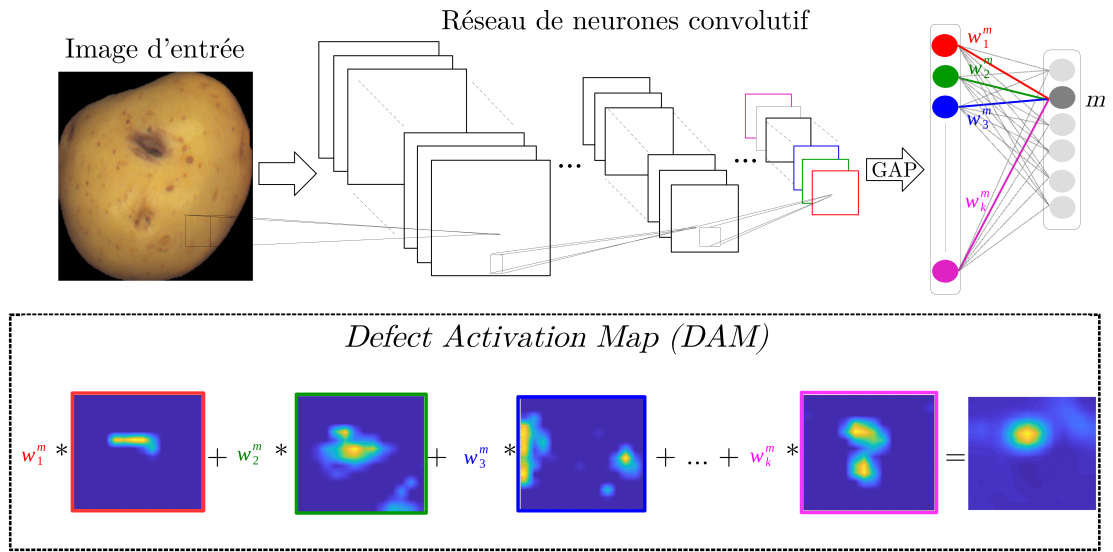 Réseau de neurones convolutif
Image d'entrée
...
...
GAP
w₁ᵐ
w₂ᵐ
w₃ᵐ
wₖᵐ
m
Defect Activation Map (DAM)
w₁ᵐ * + w₂ᵐ * + w₃ᵐ * + ... + wₖᵐ * =